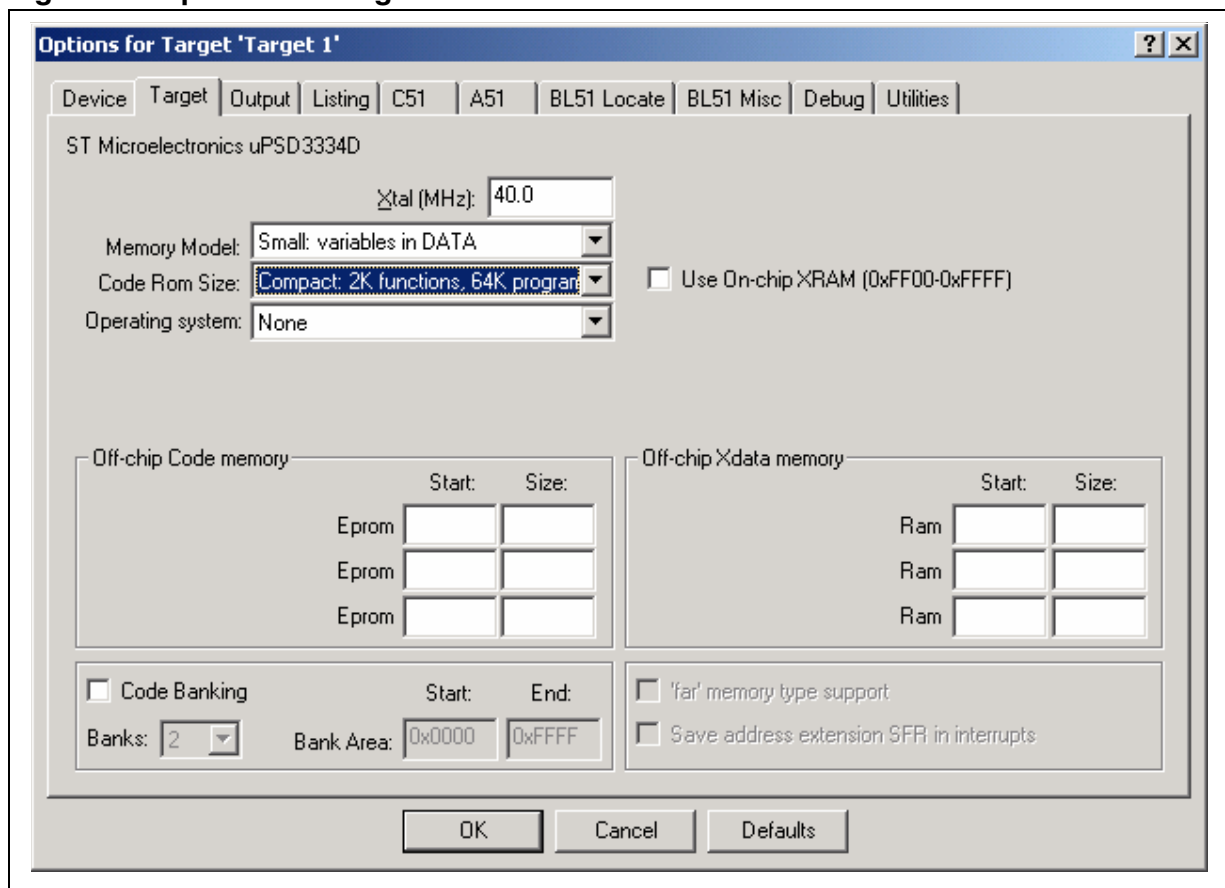 Options for Target 'Target 1'
Device Target Output Listing C51 A51 BL51 Locate BL51 Misc Debug Utilities
ST Microelectronics uPSD3334D
Xtal (MHz): 40.0
Memory Model: Small: variables in DATA
Code Rom Size: Compact: 2K functions, 64K program
Use On-chip XRAM (0xFF00-0xFFFF)
Operating system: None
Off-chip Code memory
Start: Size:
Eprom
Eprom
Eprom
Off-chip Xdata memory
Start: Size:
Ram
Ram
Ram
Code Banking Start: End:
Banks: 2 Bank Area: 0x0000 0xFFFF
'far' memory type support
Save address extension SFR in interrupts
OK Cancel Defaults